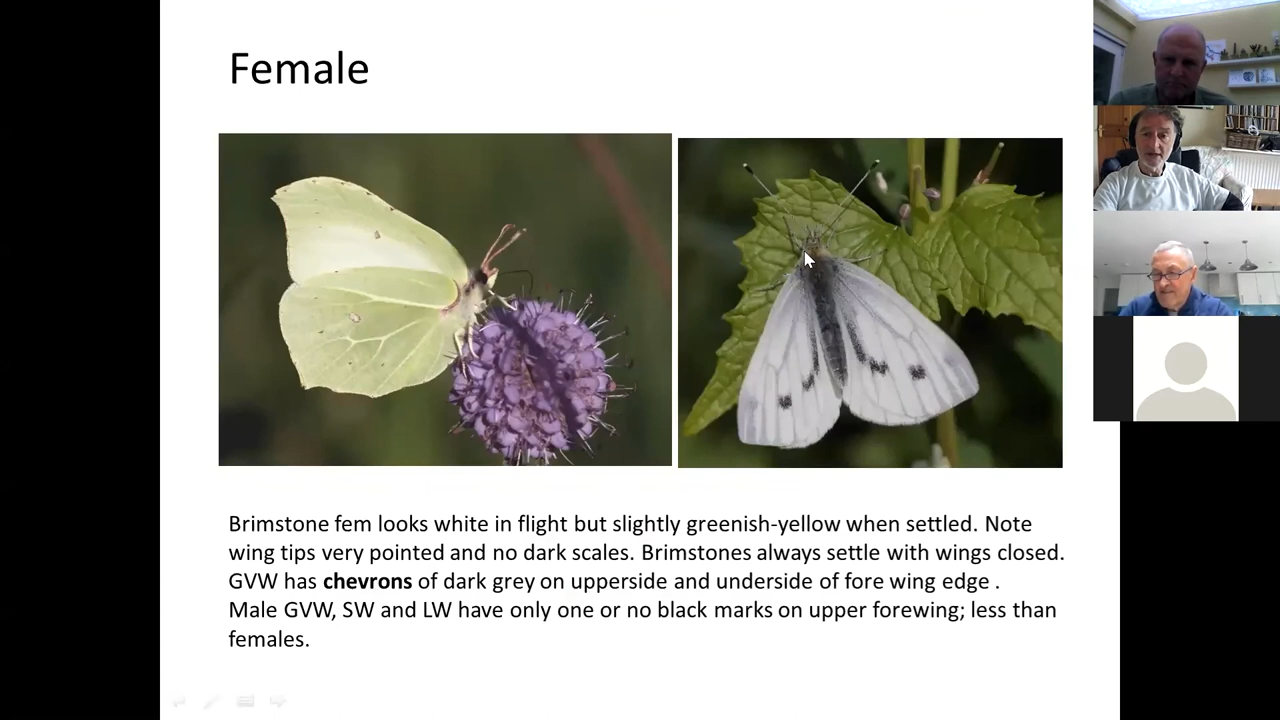 Female
Brimstone fem looks white in flight but slightly greenish-yellow when settled. Note
wing tips very pointed and no dark scales. Brimstones always settle with wings closed.
GVW has chevrons of dark grey on upperside and underside of fore wing edge .
Male GVW, SW and LW have only one or no black marks on upper forewing; less than
females.